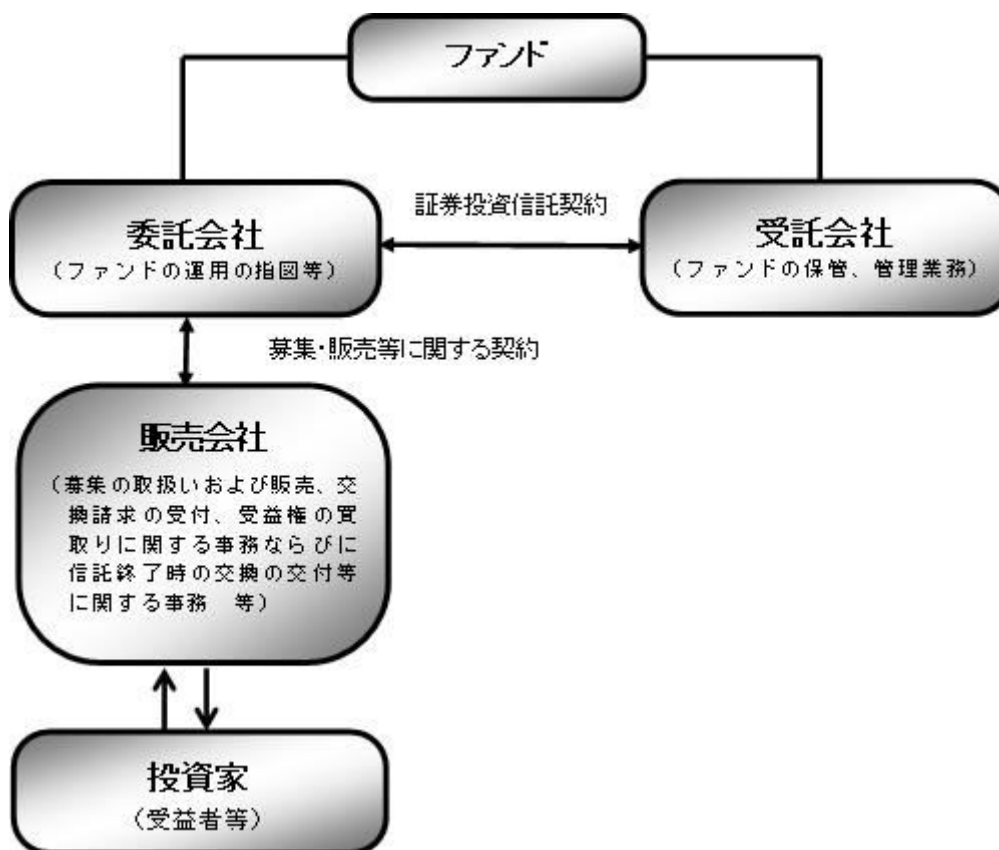 ファンド
証券投資信託契約
委託会社
(ファンドの運用の指図等)
受託会社
(ファンドの保管、管理業務)
募集・販売等に関する契約
販売会社
(募集の取扱いおよび販売、交
換請求の受付、受益権の買
取りに関する事務ならびに
信託終了時の交換の交付等
に関する事務 等)
投資家
(受益者等)